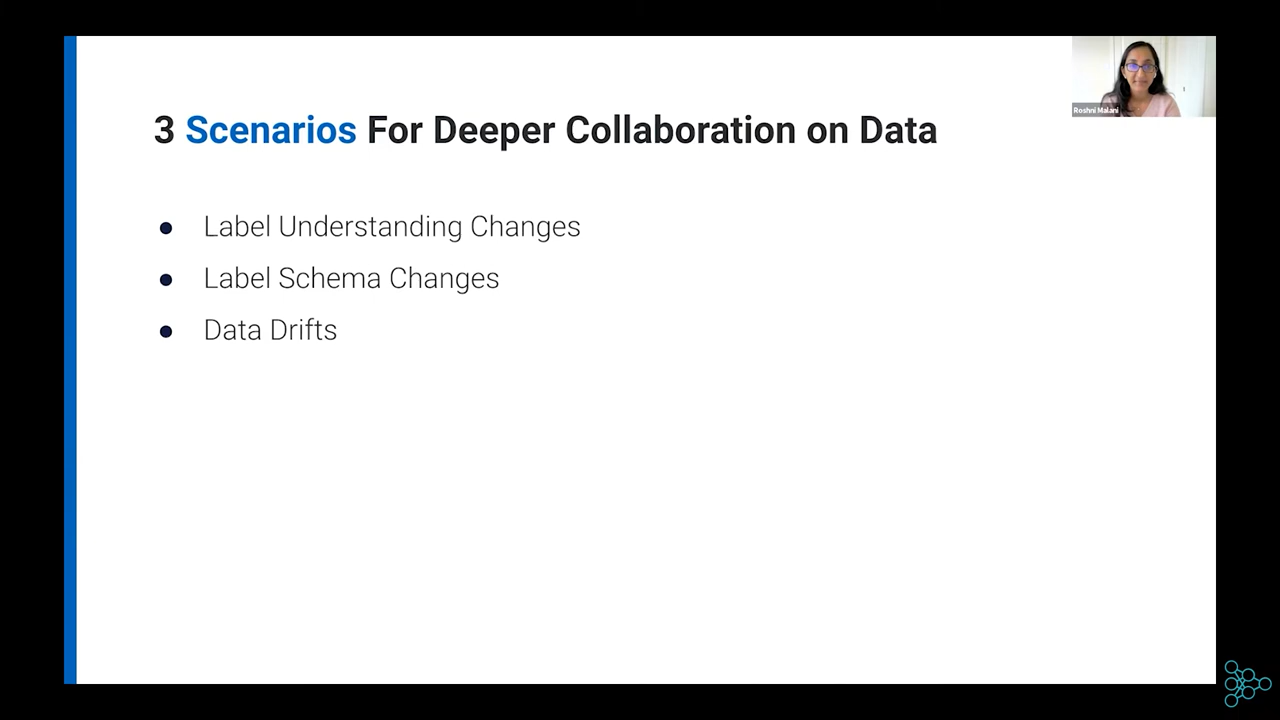 Roshni Malani
3 Scenarios For Deeper Collaboration on Data
● Label Understanding Changes
● Label Schema Changes
● Data Drifts